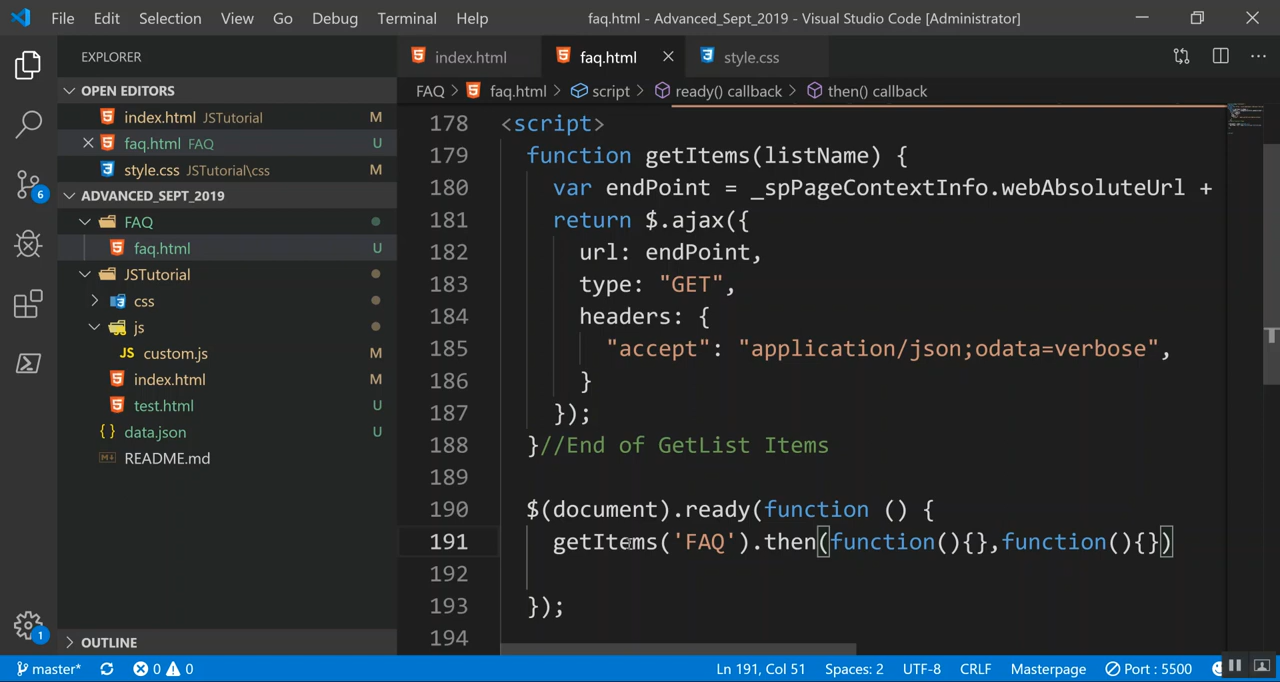 File Edit Selection View Go Debug Terminal Help faq.html - Advanced_Sept_2019 - Visual Studio Code [Administrator]
EXPLORER
OPEN EDITORS
index.html JSTutorial M
faq.html FAQ U
style.css JSTutorial\css M
ADVANCED_SEPT_2019
FAQ
faq.html U
JSTutorial
css
js
JS custom.js M
index.html M
test.html U
{ } data.json U
README.md
OUTLINE
6
1
index.html faq.html style.css
FAQ > faq.html > script > ready() callback > then() callback
178 <script>
179 function getItems(listName) {
180 var endPoint = _spPageContextInfo.webAbsoluteUrl +
181 return $.ajax({
182 url: endPoint,
183 type: "GET",
184 headers: {
185 "accept": "application/json;odata=verbose",
186 }
187 });
188 }//End of GetList Items
189
190 $(document).ready(function () {
191 getItems('FAQ').then(function(){},function(){})
192
193 });
194
master* 0 0 Ln 191, Col 51 Spaces: 2 UTF-8 CRLF Masterpage Port : 5500